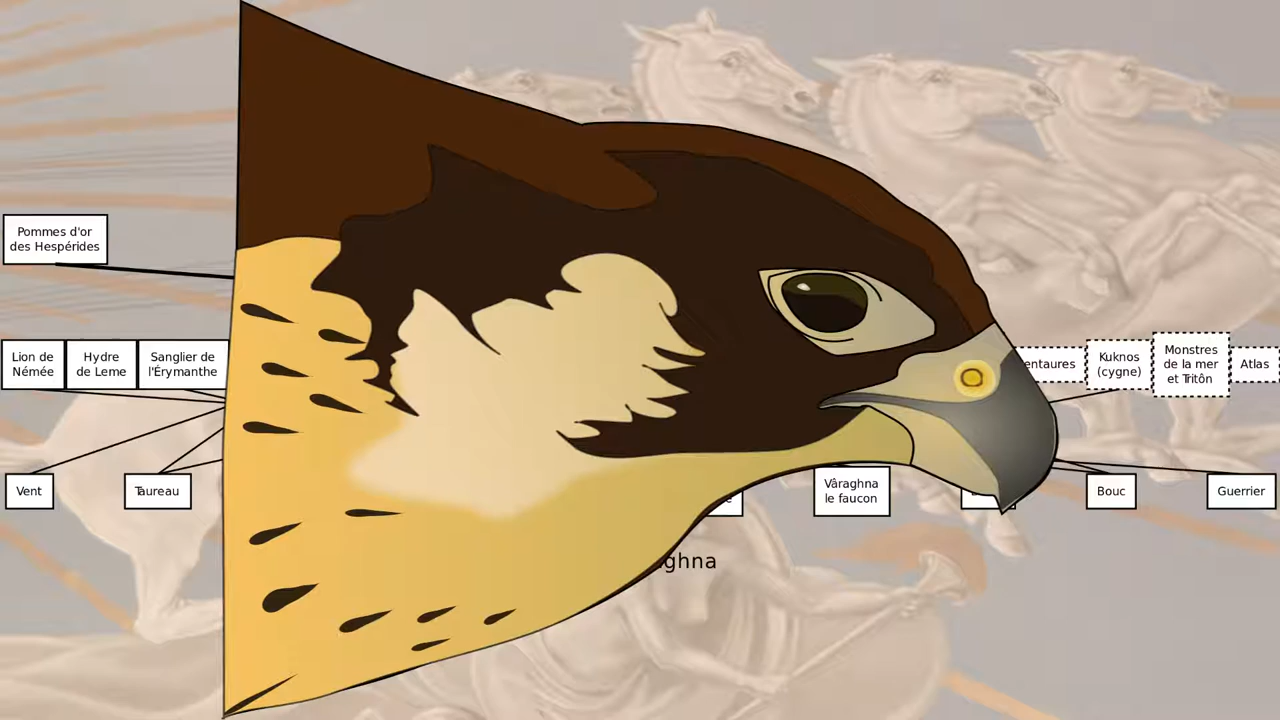 Pommes d'or
des Hespérides
Lion de
Némée
Hydre
de Leme
Sanglier de
l'Érymanthe
entaures
Kuknos
(cygne)
Monstres
de la mer
et Tritôn
Atlas
Vent
Taureau
Vâraghna
le faucon
Bouc
Guerrier
ghna